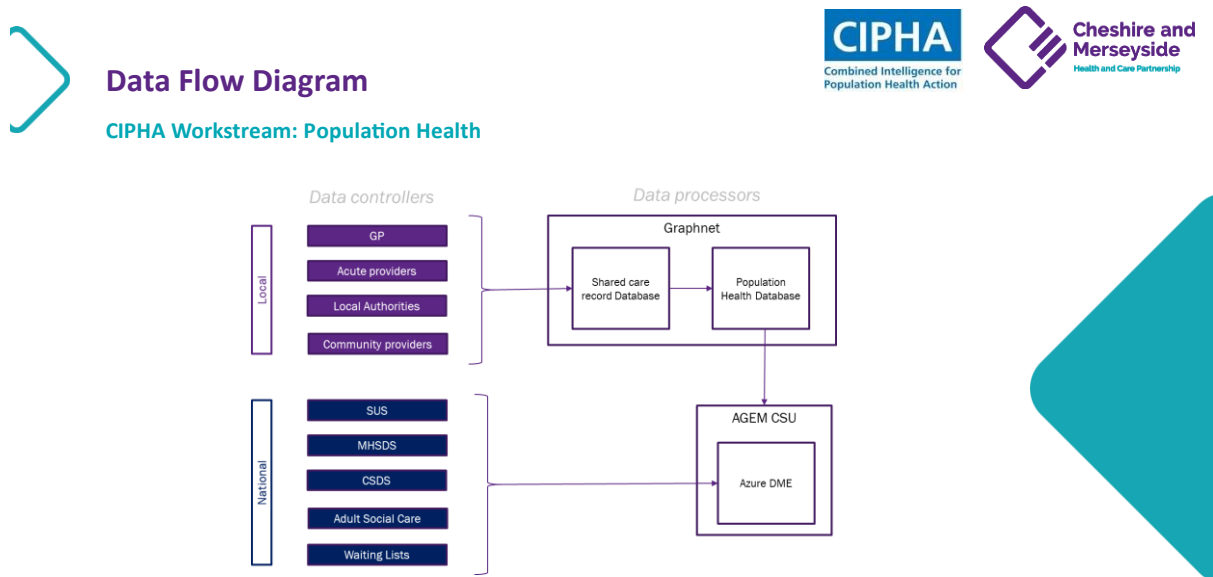 CIPHA
Combined Intelligence for
Population Health Action
Cheshire and
Merseyside
Health and Care Partnership
Data Flow Diagram
CIPHA Workstream: Population Health
Data controllers
Data processors
Local
GP
Acute providers
Local Authorities
Community providers
Graphnet
Shared care
record Database
Population
Health Database
National
SUS
MHSDS
CSDS
Adult Social Care
Waiting Lists
AGEM CSU
Azure DME